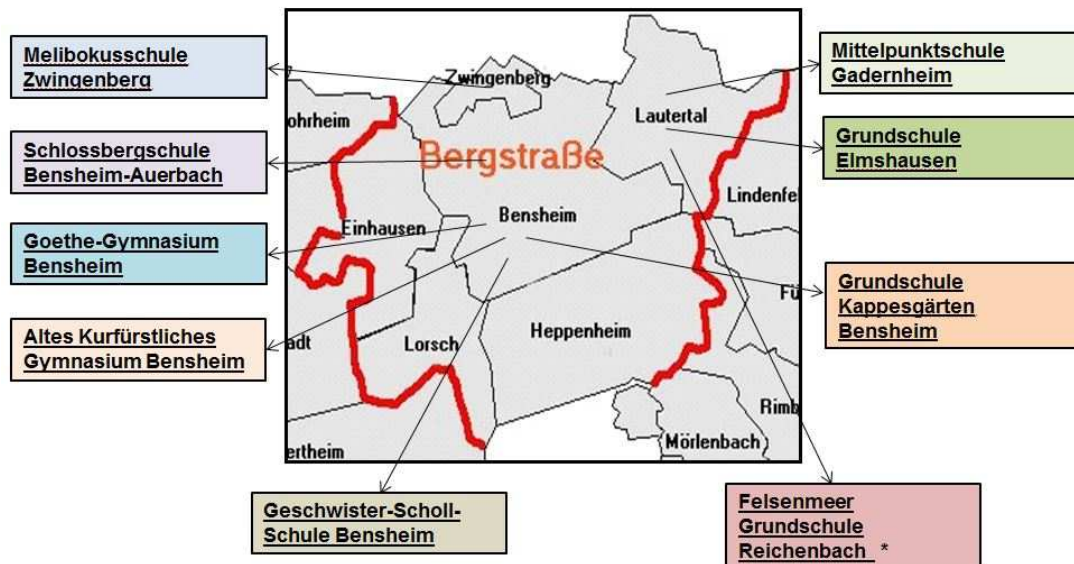 Melibokusschule
Zwingenberg
Schlossbergschule
Bensheim-Auerbach
Goethe-Gymnasium
Bensheim
Altes Kurfürstliches
Gymnasium Bensheim
Zwingenberg
ohrheim
Lautertal
Bergstraße
Lindenfel
Bensheim
Einhausen
Fü
Heppenheim
Lorsch
adt
Rimb
Mörlenbach
ertheim
Mittelpunktschule
Gadernheim
Grundschule
Elmshausen
Grundschule
Kappesgärten
Bensheim
Geschwister-Scholl-
Schule Bensheim
Felsenmeer
Grundschule
Reichenbach *